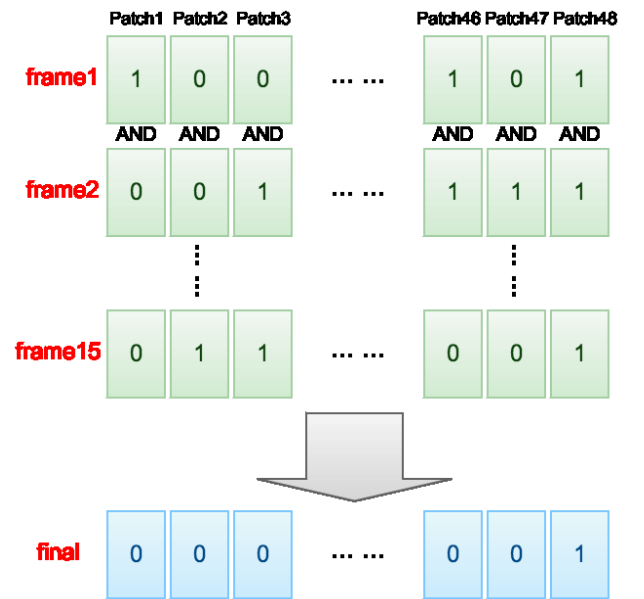 Patch1 Patch2 Patch3 Patch46 Patch47 Patch48
frame1 1 0 0 ... ... 1 0 1
AND AND AND AND AND AND
frame2 0 0 1 ... ... 1 1 1
frame15 0 1 1 ... ... 0 0 1
final 0 0 0 ... ... 0 0 1